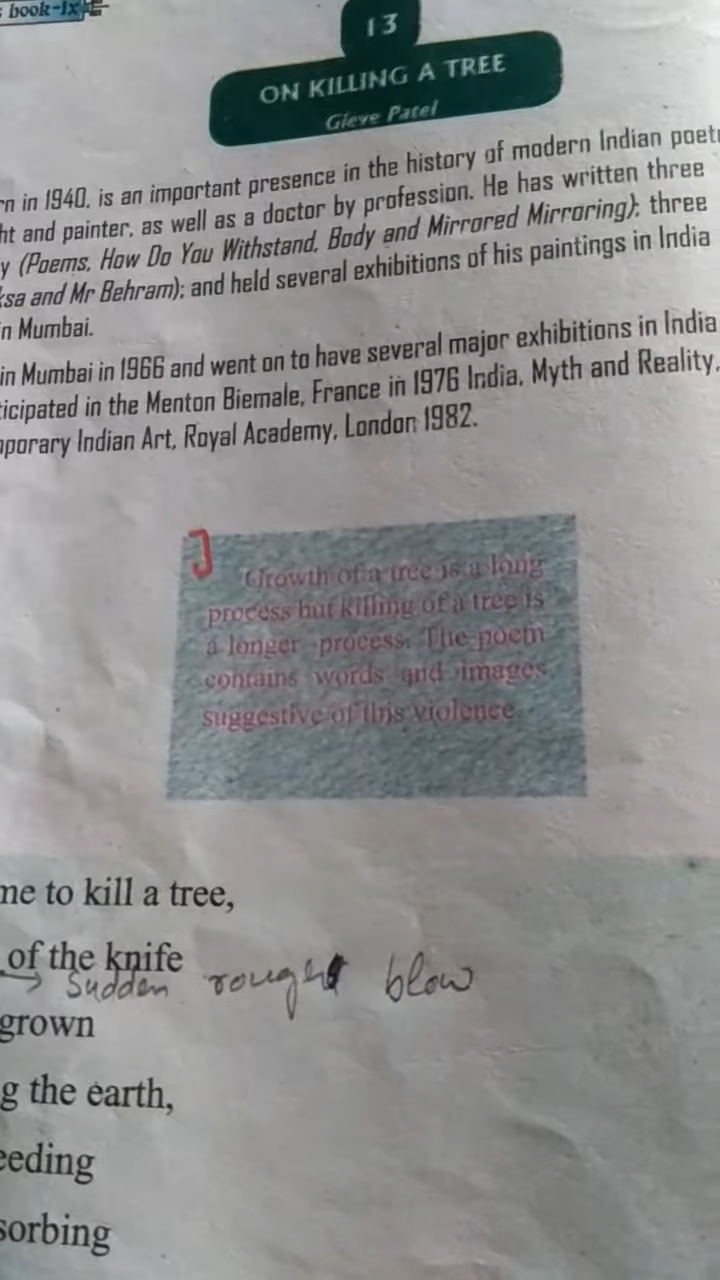 book-Ix
13
ON KILLING A TREE
Gieve Patel
rn in 1940, is an important presence in the history of modern Indian poet
ht and painter, as well as a doctor by profession. He has written three
y (Poems, How Do You Withstand, Body and Mirrored Mirroring); three
ksa and Mr Behram); and held several exhibitions of his paintings in India
in Mumbai.
in Mumbai in 1966 and went on to have several major exhibitions in India
ticipated in the Menton Biemale, France in 1976 India, Myth and Reality,
mporary Indian Art, Royal Academy, London 1982.
Growth of a tree is a long
process but killing of a tree is
a longer process. The poem
contains words and images
suggestive of this violence.
me to kill a tree,
of the knife
→ Sudden rought blow
grown
g the earth,
eeding
sorbing